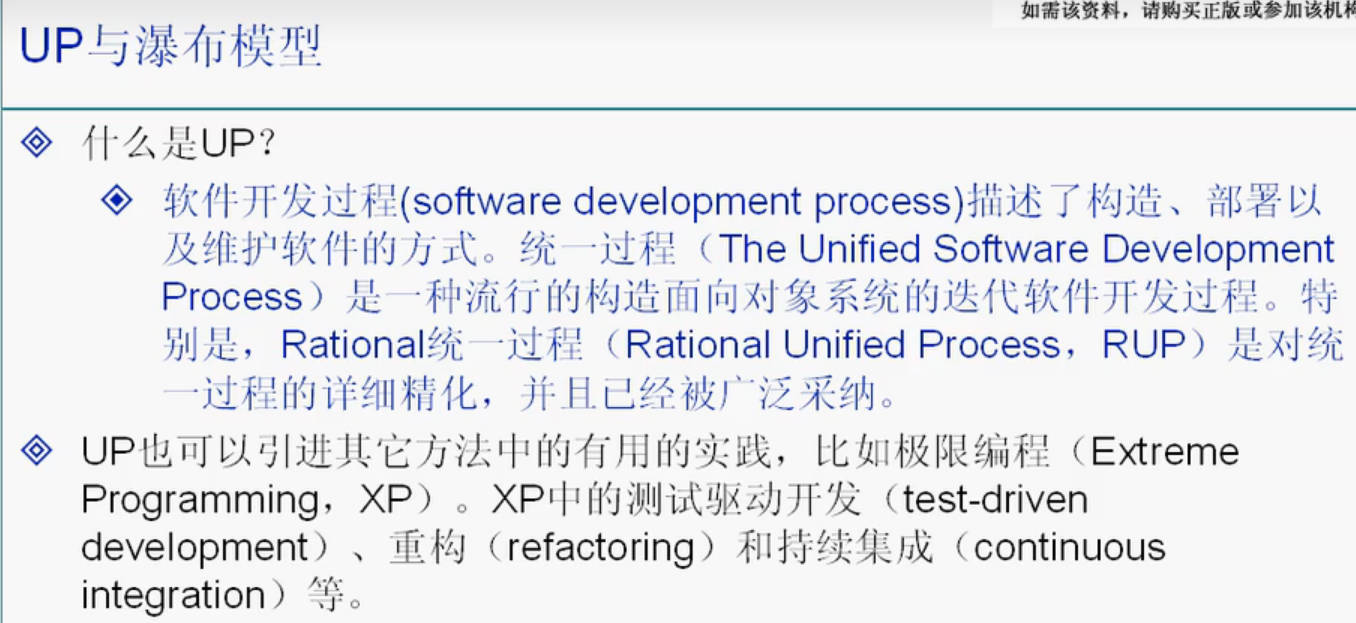 如需该资料，请购买正版或参加该机构
UP与瀑布模型
什么是UP？
软件开发过程(software development process)描述了构造、部署以
及维护软件的方式。统一过程（The Unified Software Development
Process）是一种流行的构造面向对象系统的迭代软件开发过程。特
别是，Rational统一过程（Rational Unified Process，RUP）是对统
一过程的详细精化，并且已经被广泛采纳。
UP也可以引进其它方法中的有用的实践，比如极限编程（Extreme
Programming，XP）。XP中的测试驱动开发（test-driven
development）、重构（refactoring）和持续集成（continuous
integration）等。